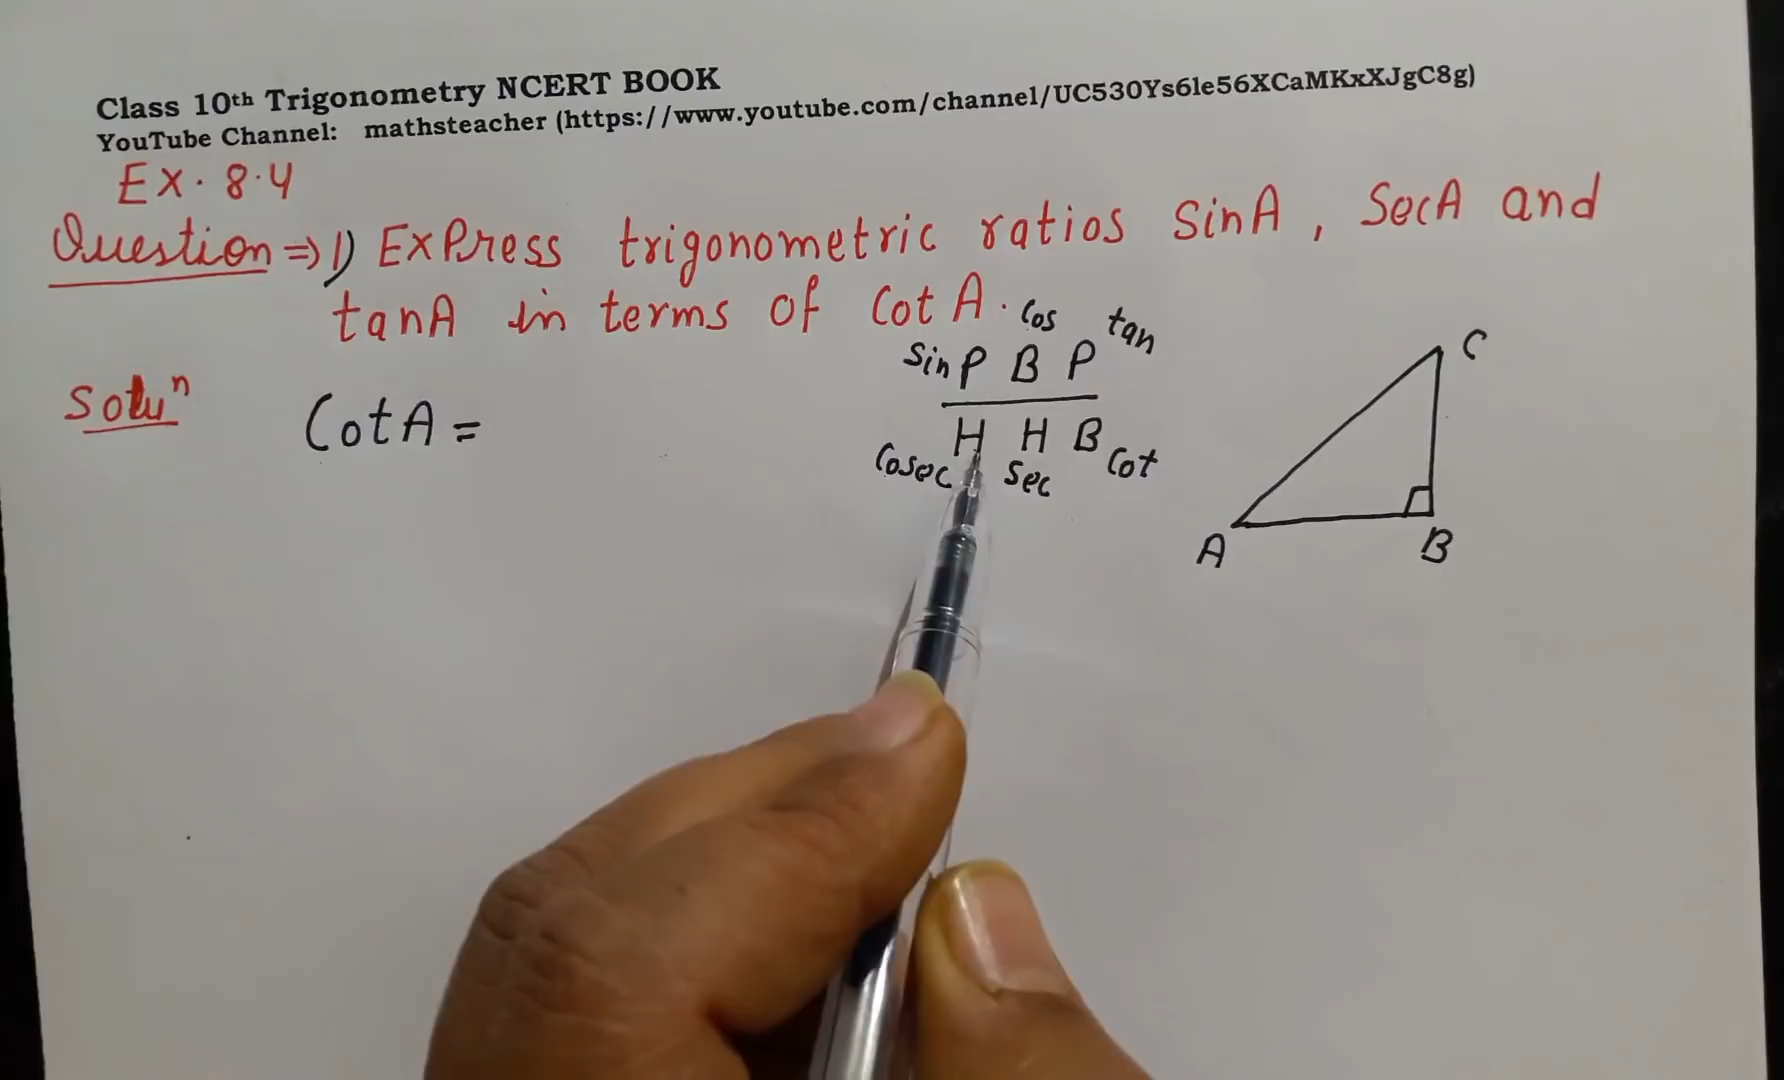 Class 10th Trigonometry NCERT BOOK
YouTube Channel: mathsteacher (https://www.youtube.com/channel/UC530Ys6le56XCaMKxXJgC8g)
EX. 8.4
Question ⇒ 1) ExPress trigonometric ratios SinA, SecA and
tanA in terms of Cot A.
Cos tan
Sin P B P
Solun CotA =
H H B
Cosec Sec Cot
C
A B